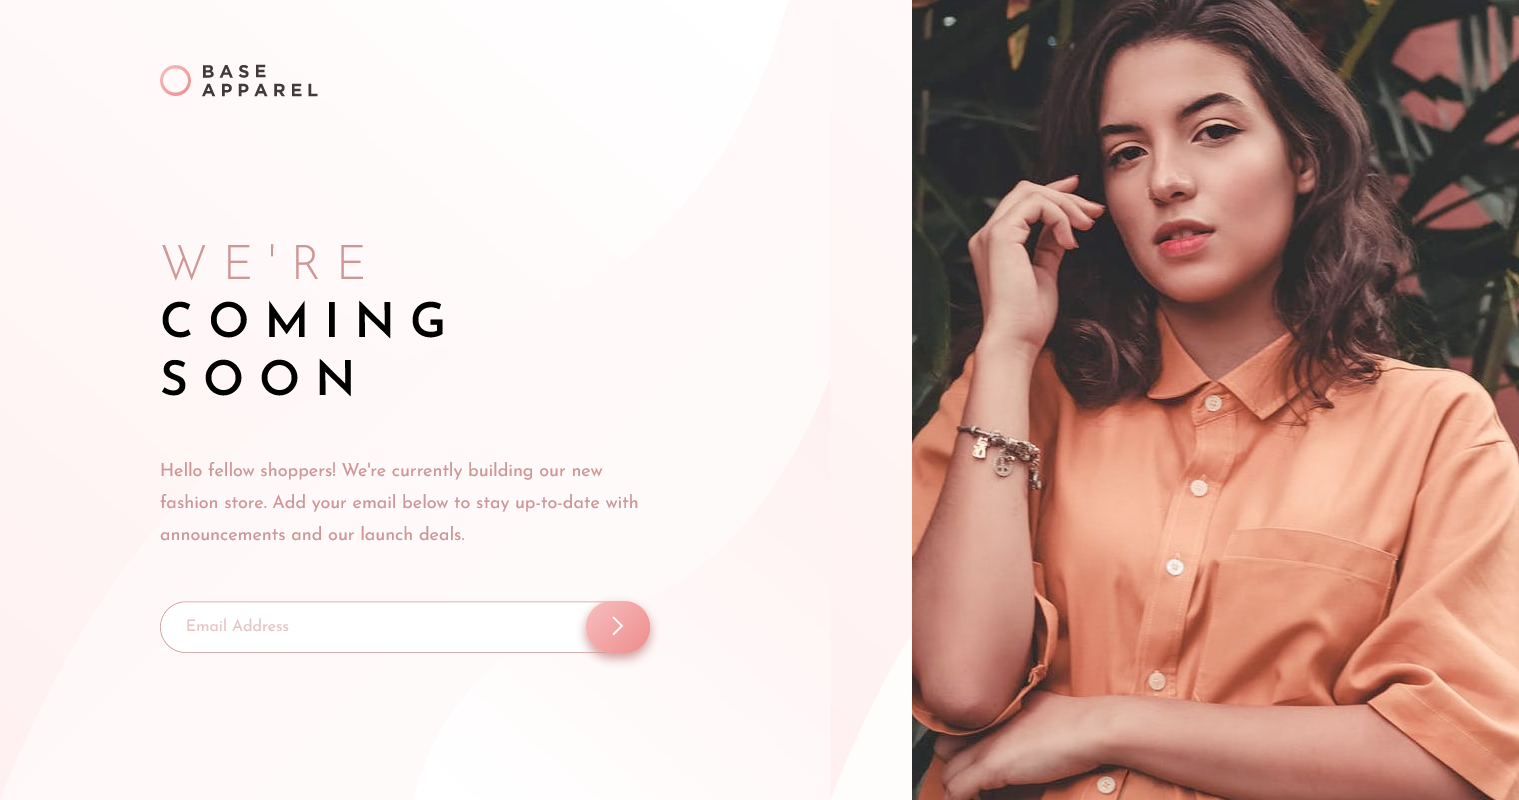 BASE
APPAREL
WE'RE
COMING
SOON
Hello fellow shoppers! We're currently building our new
fashion store. Add your email below to stay up-to-date with
announcements and our launch deals.
Email Address